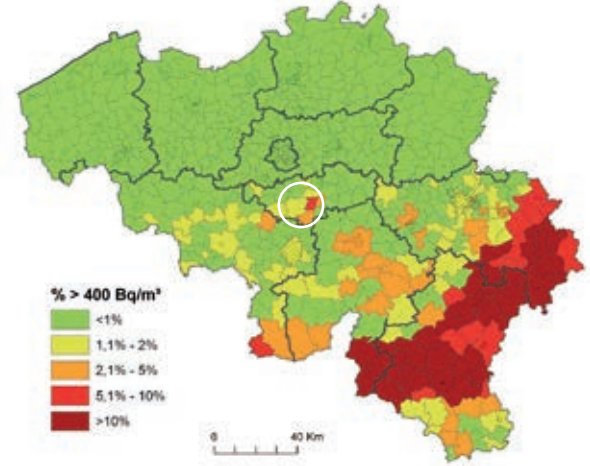 % > 400 Bq/m³
<1%
1,1% - 2%
2,1% - 5%
5,1% - 10%
>10%
0 40 Km